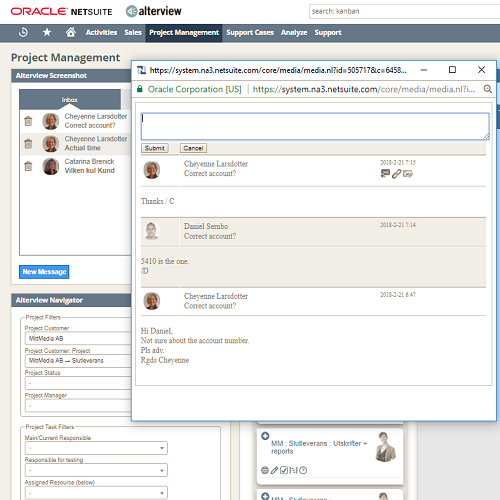 ORACLE NETSUITE alterview
search: kanban
Activities Sales Project Management Support Cases Analyze Support
Project Management
Alterview Screenshot
Inbox
Cheyenne Larsdotter
Correct account?
Cheyenne Larsdotter
Actual time
Catarina Brenick
Vilken kul Kund
New Message
Alterview Navigator
Project Filters
Project Customer
MittMedia AB
Project Customer: Project
MittMedia AB — Slutleverans
Project Status
-
Project Manager
-
Project Task Filters
Main/Current Responsible
-
Responsible for testing
-
Assigned Resource (below)
https://system.na3.netsuite.com/core/media/media.nl?id=505717&c=6458...
Oracle Corporation [US] https://system.na3.netsuite.com/core/media/media.nl?i...
Submit Cancel
Cheyenne Larsdotter 2018-2-21 7:15
Correct account?
Thanks / C
Daniel Sembo 2018-2-21 7:14
Correct account?
5410 is the one.
/D
Cheyenne Larsdotter 2018-2-21 6:47
Correct account?
Hi Daniel,
Not sure about the account number.
Pls adv.
Rgds Cheyenne
MM : Slutleverans : Utskrifter +
reports
MM : Slutleverans :